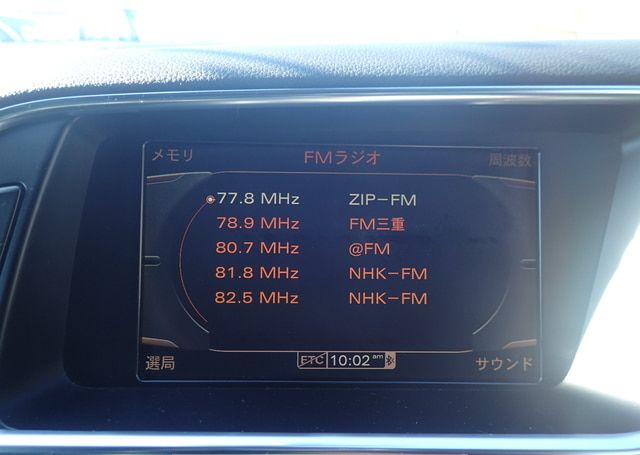 メモリ FMラジオ 周波数
77.8 MHz ZIP-FM
78.9 MHz FM三重
80.7 MHz @FM
81.8 MHz NHK-FM
82.5 MHz NHK-FM
選局 ETC 10:02 am サウンド